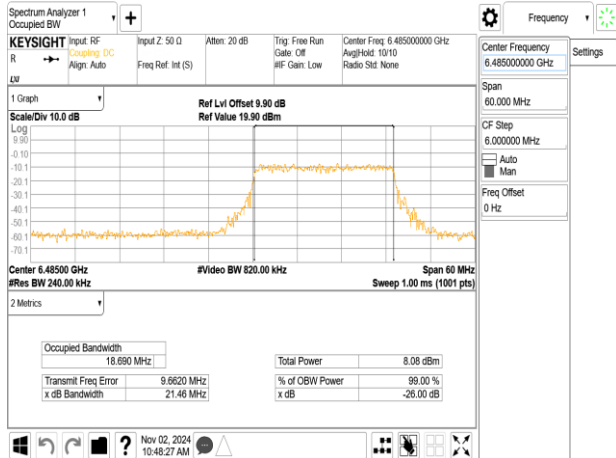 Spectrum Analyzer 1
Occupied BW
Frequency
KEYSIGHT
R
LXI
Input: RF
Coupling: DC
Align: Auto
Input Z: 50 Ω
Freq Ref: Int (S)
Atten: 20 dB
Trig: Free Run
Gate: Off
#IF Gain: Low
Center Freq: 6.485000000 GHz
Avg|Hold: 10/10
Radio Std: None
Center Frequency
6.485000000 GHz
Settings
Span
60.000 MHz
CF Step
6.000000 MHz
Auto
Man
Freq Offset
0 Hz
1 Graph
Scale/Div 10.0 dB
Ref Lvl Offset 9.90 dB
Ref Value 19.90 dBm
Log
9.90
-0.10
-10.1
-20.1
-30.1
-40.1
-50.1
-60.1
-70.1
Center 6.48500 GHz
#Res BW 240.00 kHz
#Video BW 820.00 kHz
Span 60 MHz
Sweep 1.00 ms (1001 pts)
2 Metrics
Occupied Bandwidth
18.690 MHz
Total Power 8.08 dBm
Transmit Freq Error 9.6620 MHz
% of OBW Power 99.00 %
x dB Bandwidth 21.46 MHz
x dB -26.00 dB
?
Nov 02, 2024
10:48:27 AM